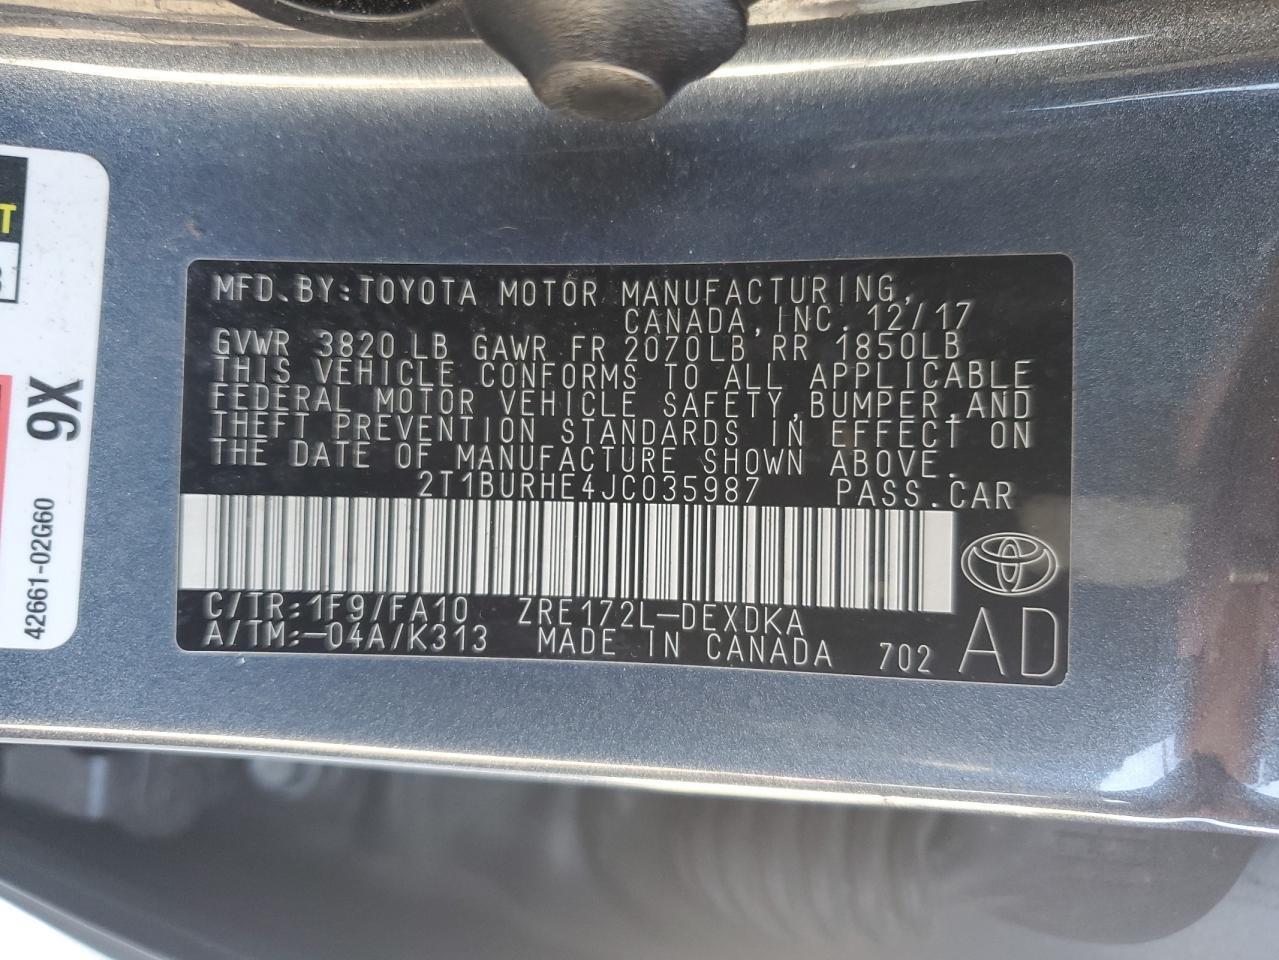 MFD.BY:TOYOTA MOTOR MANUFACTURING,
CANADA,INC. 12/17
GVWR 3820 LB GAWR FR 2070LB RR 1850LB
THIS VEHICLE CONFORMS TO ALL APPLICABLE
FEDERAL MOTOR VEHICLE SAFETY,BUMPER,AND
THEFT PREVENTION STANDARDS IN EFFECT ON
THE DATE OF MANUFACTURE SHOWN ABOVE.
2T1BURHE4JC035987 PASS.CAR
C/TR:1F9/FA10 ZRE172L-DEXDKA
A/TM:-04A/K313 MADE IN CANADA 702 AD
9X
42661-02G60